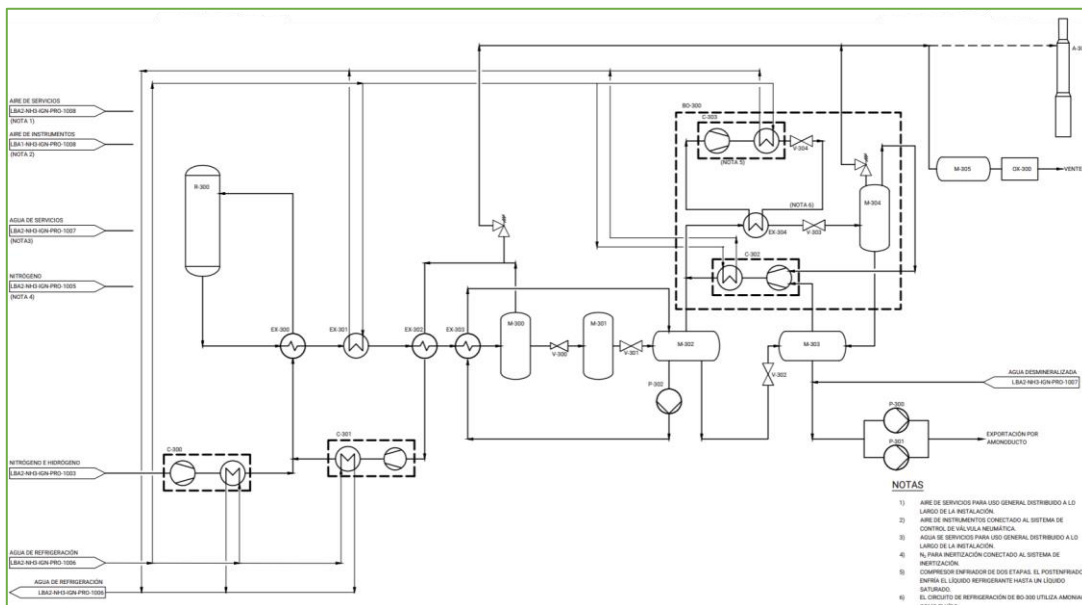 AIRE DE SERVICIOS
LBA2-NH3-IGN-PRO-1008
(NOTA 1)
AIRE DE INSTRUMENTOS
LBA1-NH3-IGN-PRO-1008
(NOTA 2)
AGUA DE SERVICIOS
LBA2-NH3-IGN-PRO-1007
(NOTA3)
NITRÓGENO
LBA2-NH3-IGN-PRO-1005
(NOTA 4)
NITRÓGENO E HIDRÓGENO
LBA2-NH3-IGN-PRO-1003
AGUA DE REFRIGERACIÓN
LBA2-NH3-IGN-PRO-1006
AGUA DE REFRIGERACIÓN
LBA2-NH3-IGN-PRO-1006
R-300
EX-300
EX-301
EX-302
EX-303
C-300
C-301
M-300
V-300
M-301
V-301
M-302
P-302
V-302
M-303
BO-300
C-303
(NOTA 5)
V-304
(NOTA 6)
EX-304
V-303
M-304
C-302
M-305
OX-300
VENTE
AGUA DESMINERALIZADA
LBA2-NH3-IGN-PRO-1007
P-300
P-301
EXPORTACIÓN POR
AMONODUCTO
NOTAS
1) AIRE DE SERVICIOS PARA USO GENERAL DISTRIBUIDO A LO
LARGO DE LA INSTALACIÓN.
2) AIRE DE INSTRUMENTOS CONECTADO AL SISTEMA DE
CONTROL DE VÁLVULA NEUMÁTICA.
3) AGUA SE SERVICIOS PARA USO GENERAL DISTRIBUIDO A LO
LARGO DE LA INSTALACIÓN.
4) N₂ PARA INERTIZACIÓN CONECTADO AL SISTEMA DE
INERTIZACIÓN.
5) COMPRESOR ENFRIADOR DE DOS ETAPAS. EL POSTENFRIADO
ENFRÍA EL LÍQUIDO REFRIGERANTE HASTA UN LÍQUIDO
SATURADO.
6) EL CIRCUITO DE REFRIGERACIÓN DE BO-300 UTILIZA AMONIA